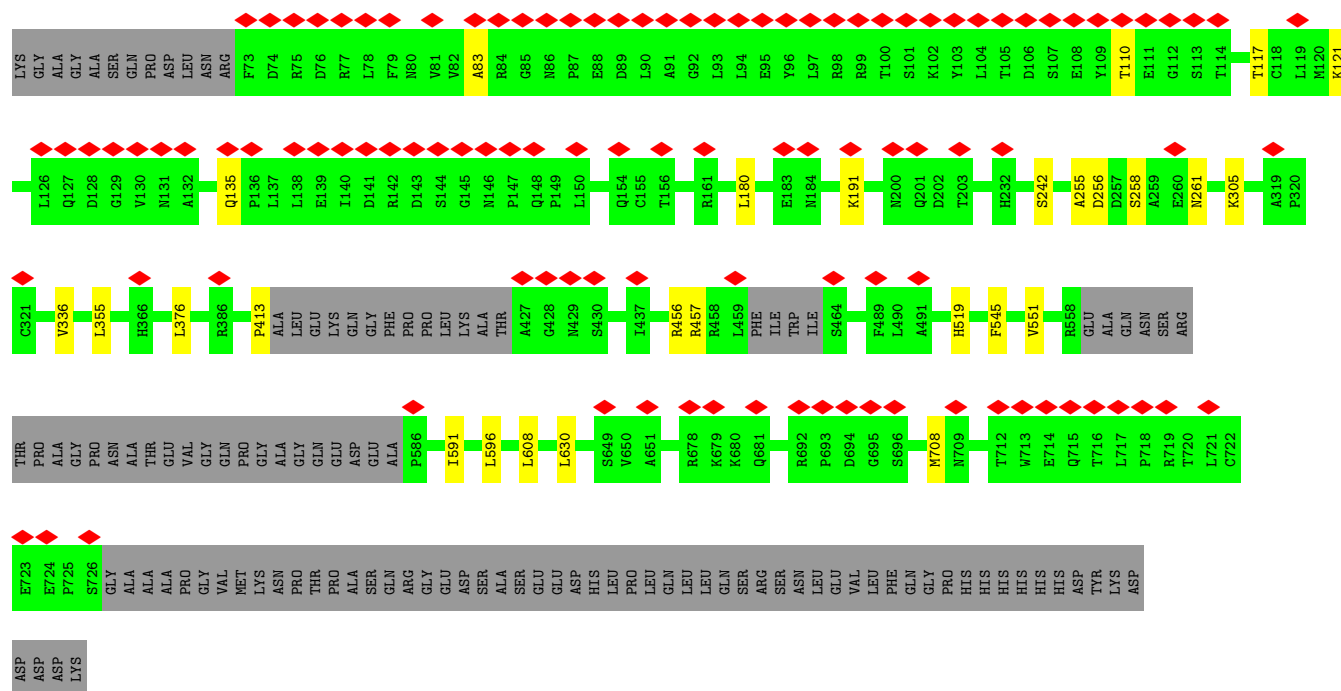 LYS GLY ALA GLY ALA SER GLN PRO ASP LEU ASN ARG F73 D74 R75 D76 R77 L78 F79 N80 V81 V82 A83 R84 G85 N86 P87 E88 D89 L90 A91 G92 L93 L94 E95 Y96 L97 R98 R99 T100 S101 K102 Y103 L104 T105 D106 S107 E108 Y109 T110 E111 G112 S113 T114 T117 C118 L119 M120 K121
L126 Q127 D128 G129 V130 N131 A132 Q135 P136 L137 L138 E139 I140 D141 R142 D143 S144 G145 N146 P147 Q148 P149 L150 Q154 C155 T156 R161 L180 E183 N184 K191 N200 Q201 D202 T203 H232 S242 A255 D256 D257 S258 A259 E260 N261 K305 A319 P320
C321 V336 L355 H366 L376 R386 P413 ALA LEU GLU LYS GLN GLY PHE PRO PRO LEU LYS ALA THR A427 G428 N429 S430 I437 R456 R457 R458 L459 PHE ILE TRP ILE S464 F489 L490 A491 H519 F545 V551 R558 GLU ALA GLN ASN SER ARG
THR PRO ALA GLY PRO ASN ALA THR GLU VAL GLY GLN PRO GLY ALA GLY GLN GLU ASP GLU ALA P586 I591 L596 L608 L630 S649 V650 A651 R678 K679 K680 Q681 R692 P693 D694 G695 S696 M708 N709 T712 W713 E714 Q715 T716 L717 P718 R719 T720 L721 C722
E723 E724 P725 S726 GLY ALA ALA ALA PRO GLY VAL MET LYS ASN PRO THR PRO ALA SER GLN ARG GLY GLU ASP SER ALA SER GLU GLU ASP HIS LEU PRO LEU GLN LEU LEU GLN SER ARG SER ASN LEU GLU VAL LEU PHE GLN GLY PRO HIS HIS HIS HIS HIS HIS ASP TYR LYS ASP
ASP ASP ASP LYS